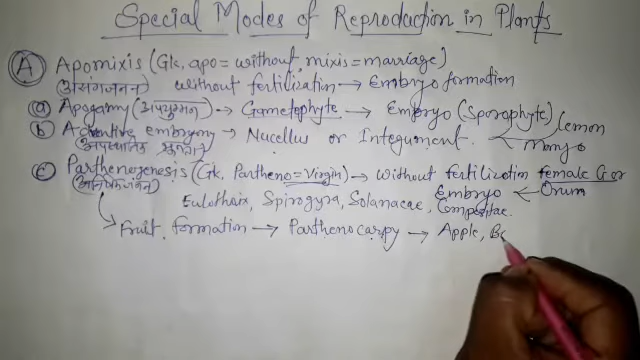 Special Modes of Reproduction in Plants
Ⓐ Apomixis (Gk, apo = without, mixis = marriage)
(असंगजनन) without fertilization → Embryo formation
ⓐ Apogamy (अपयुग्मन) → Gametophyte → Embryo (Sporophyte)
ⓑ Adventive embryony → Nucellus or Integument. Lemon
Mango
ⓒ Parthenogenesis (Gk, Partheno = Virgin) → without fertilization female G or
(अनिषेकजनन) Embryo ← Ovum
Spirogyra, Solanaceae, Compositae.
Fruit formation → Parthenocarpy → Apple,